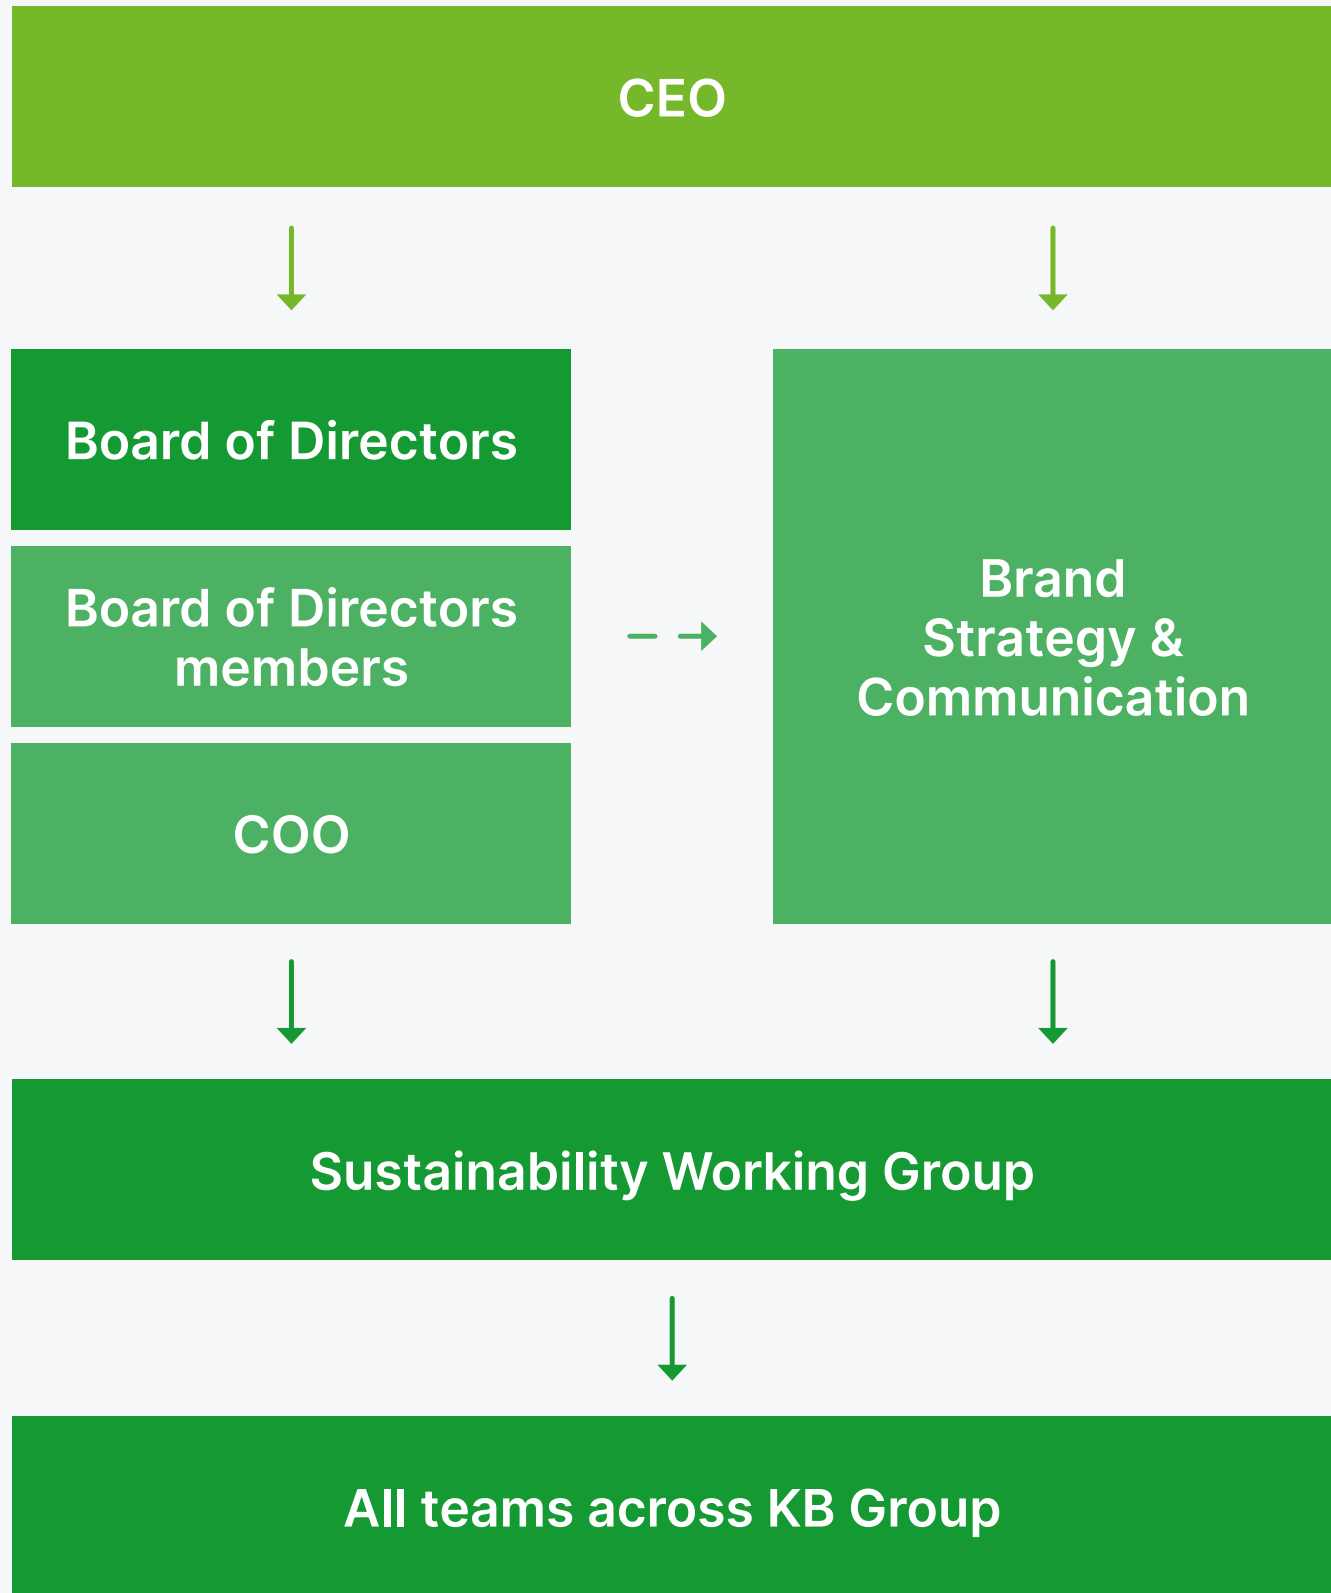 CEO
Board of Directors
Board of Directors
members
COO
Brand
Strategy &
Communication
Sustainability Working Group
All teams across KB Group